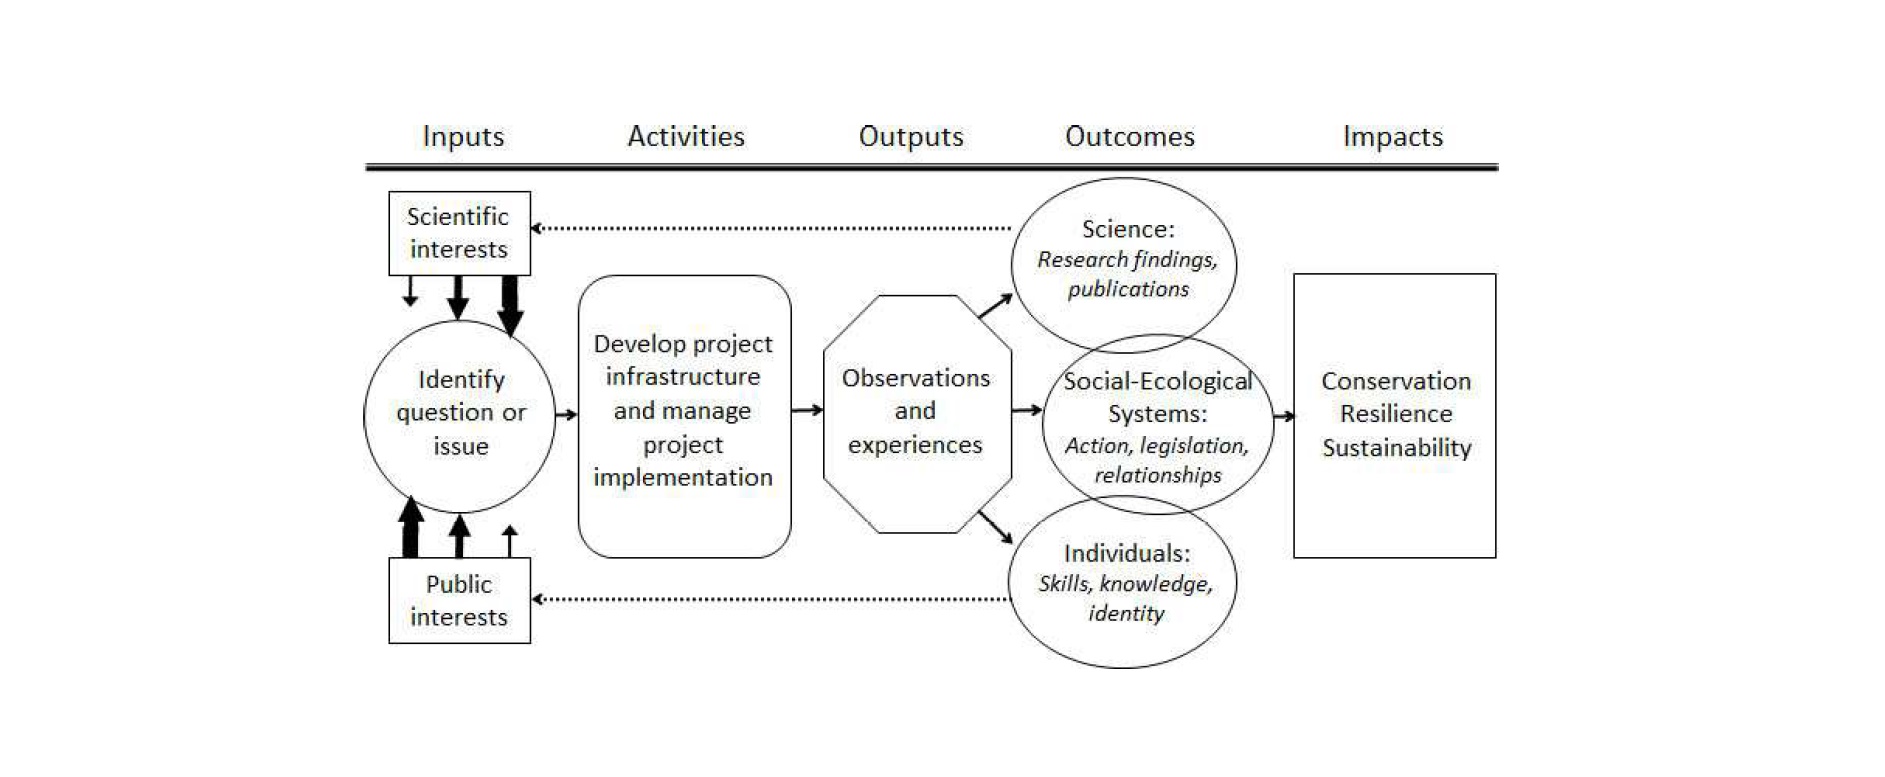 Inputs
Activities
Outputs
Outcomes
Impacts
Scientific
interests
Identify
question or
issue
Public
interests
Develop project
infrastructure
and manage
project
implementation
Observations
and
experiences
Science:
Research findings,
publications
Social-Ecological
Systems:
Action, legislation,
relationships
Individuals:
Skills, knowledge,
identity
Conservation
Resilience
Sustainability